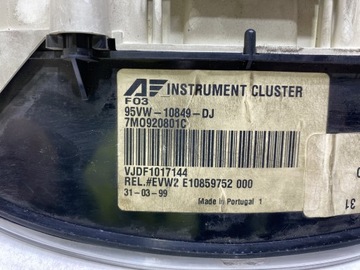 AF INSTRUMENT CLUSTER
F03
95VW-10849-DJ
7M0920801C
VJDF1017144
REL.#EVW2 E10859752 000
31-03-99
Made in Portugal 1
31